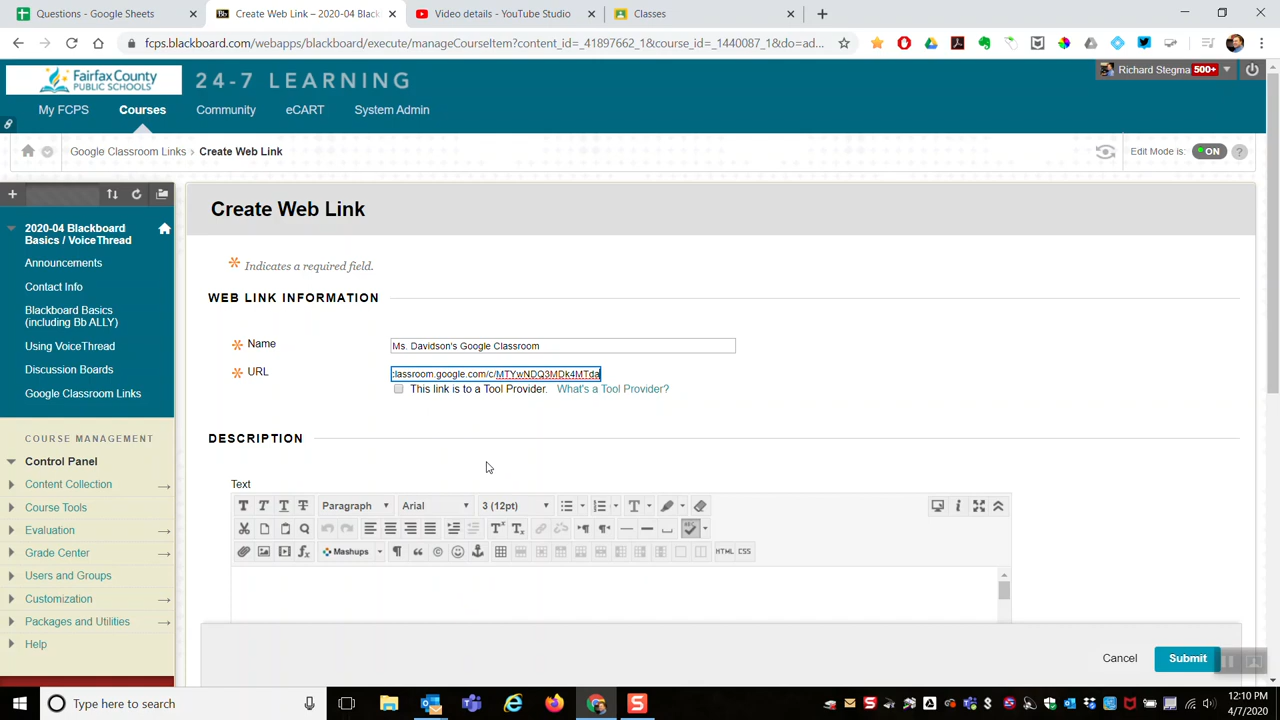 Questions - Google Sheets
Create Web Link – 2020-04 Black
Video details - YouTube Studio
Classes
fcps.blackboard.com/webapps/blackboard/execute/manageCourseItem?content_id=_41897662_1&course_id=_1440087_1&do=ad...
Fairfax County
PUBLIC SCHOOLS
24-7 LEARNING
Richard Stegma 500+
My FCPS
Courses
Community
eCART
System Admin
Google Classroom Links › Create Web Link
Edit Mode is: ON ?
Create Web Link
2020-04 Blackboard
Basics / VoiceThread
Announcements
Contact Info
Blackboard Basics
(including Bb ALLY)
Using VoiceThread
Discussion Boards
Google Classroom Links
COURSE MANAGEMENT
Control Panel
Content Collection
Course Tools
Evaluation
Grade Center
Users and Groups
Customization
Packages and Utilities
Help
Indicates a required field.
WEB LINK INFORMATION
Name
Ms. Davidson's Google Classroom
URL
:lassroom.google.com/c/MTYwNDQ3MDk4MTda
This link is to a Tool Provider. What's a Tool Provider?
DESCRIPTION
Text
Paragraph
Arial
3 (12pt)
Mashups
HTML CSS
Cancel
Submit
Type here to search
12:10 PM
4/7/2020